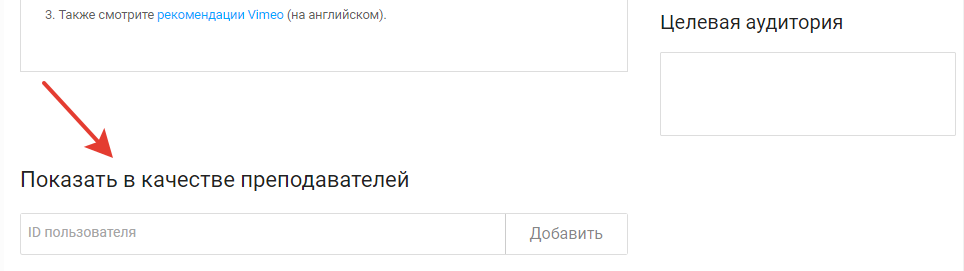 3. Также смотрите рекомендации Vimeo (на английском).
Целевая аудитория
Показать в качестве преподавателей
ID пользователя
Добавить